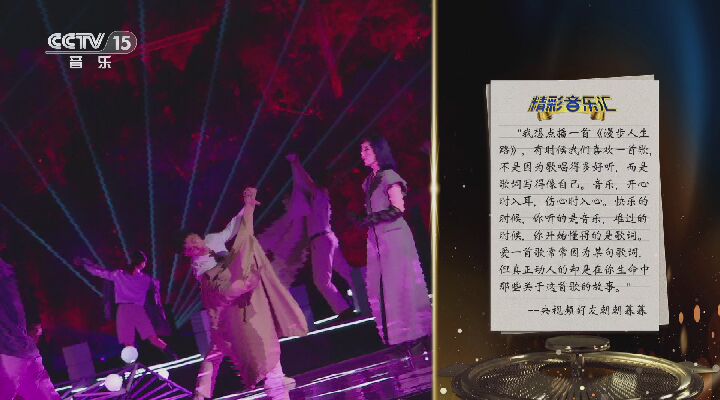 CCTV 15
音乐
精彩音乐汇
"我想点播一首《漫步人生
路》，有时候我们喜欢一首歌，
不是因为歌唱得多好听，而是
歌词写得像自己。音乐，开心
时入耳，伤心时入心。快乐的
时候，你听的是音乐，难过的
时候，你开始懂得的是歌词。
爱一首歌常常因为某句歌词，
但真正动人的却是在你生命中
那些关于这首歌的故事。"
--央视频好友朝朝暮暮